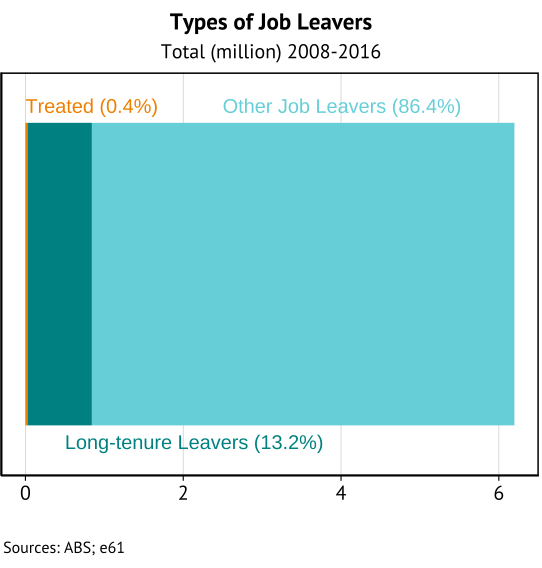 Types of Job Leavers
Total (million) 2008-2016
Treated (0.4%)
Other Job Leavers (86.4%)
Long-tenure Leavers (13.2%)
0 2 4 6
Sources: ABS; e61